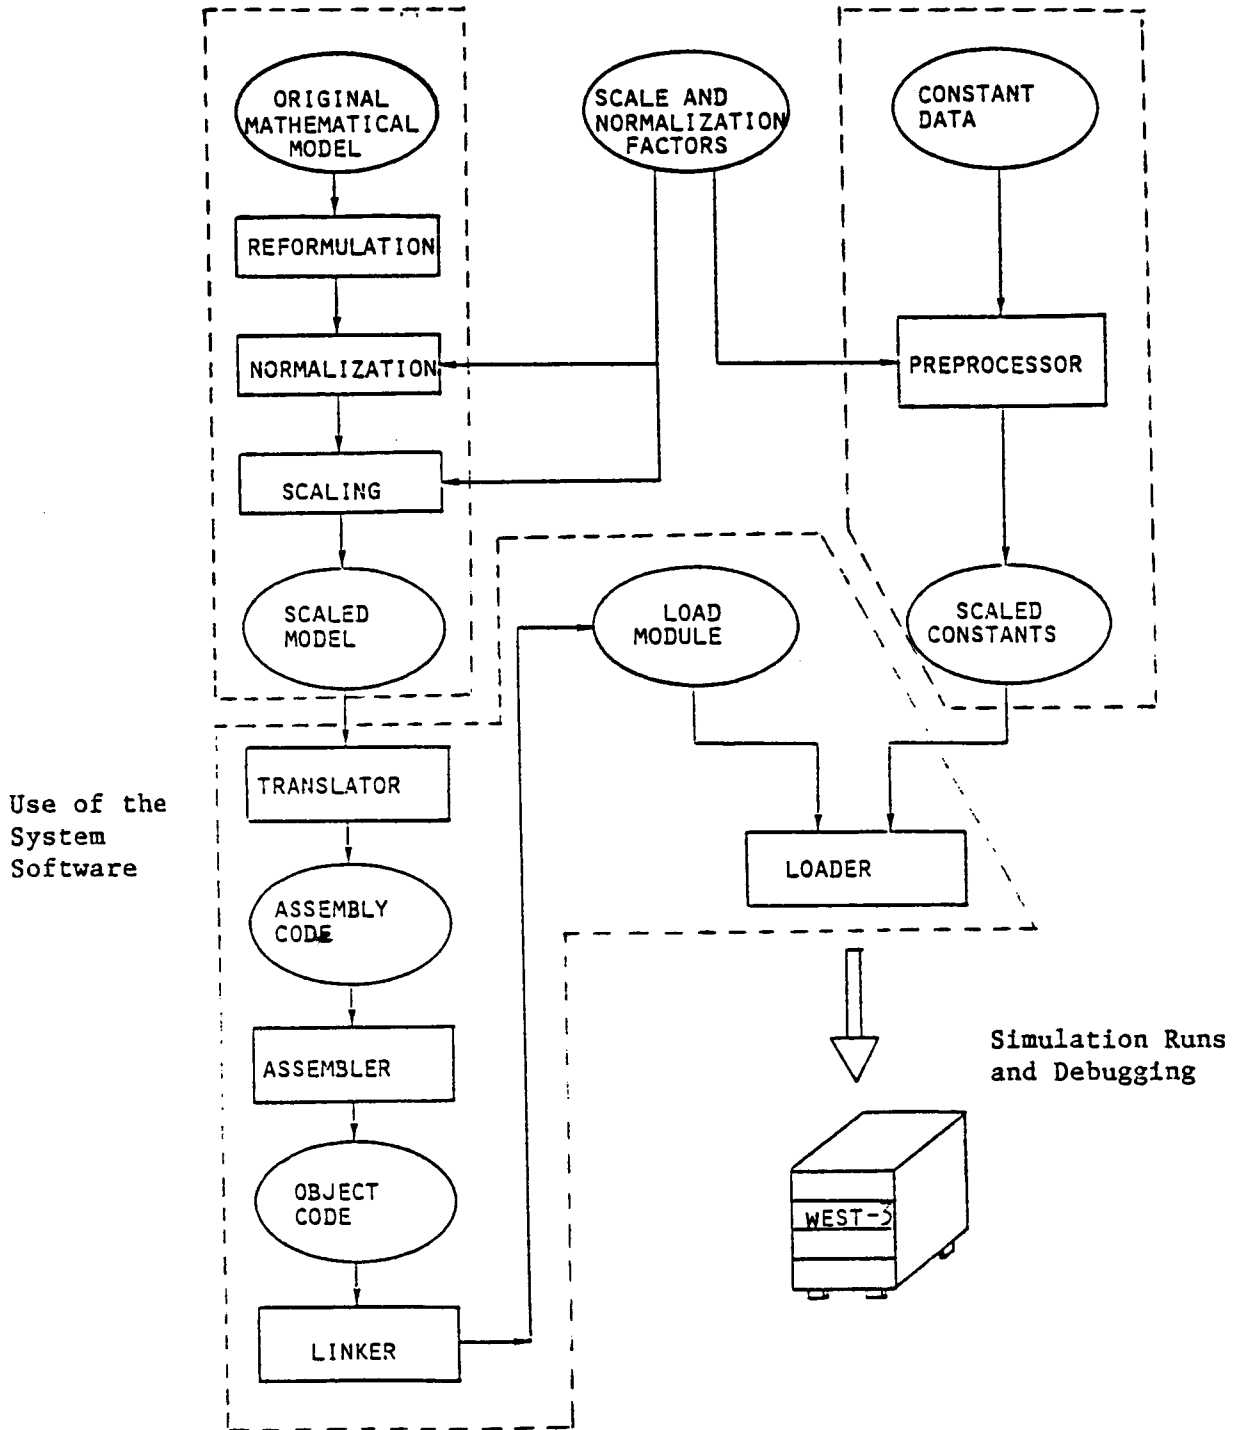 ORIGINAL
MATHEMATICAL
MODEL
SCALE AND
NORMALIZATION
FACTORS
CONSTANT
DATA
REFORMULATION
NORMALIZATION
PREPROCESSOR
SCALING
SCALED
MODEL
LOAD
MODULE
SCALED
CONSTANTS
TRANSLATOR
Use of the
System
Software
LOADER
ASSEMBLY
CODE
ASSEMBLER
Simulation Runs
and Debugging
OBJECT
CODE
WEST-3
LINKER